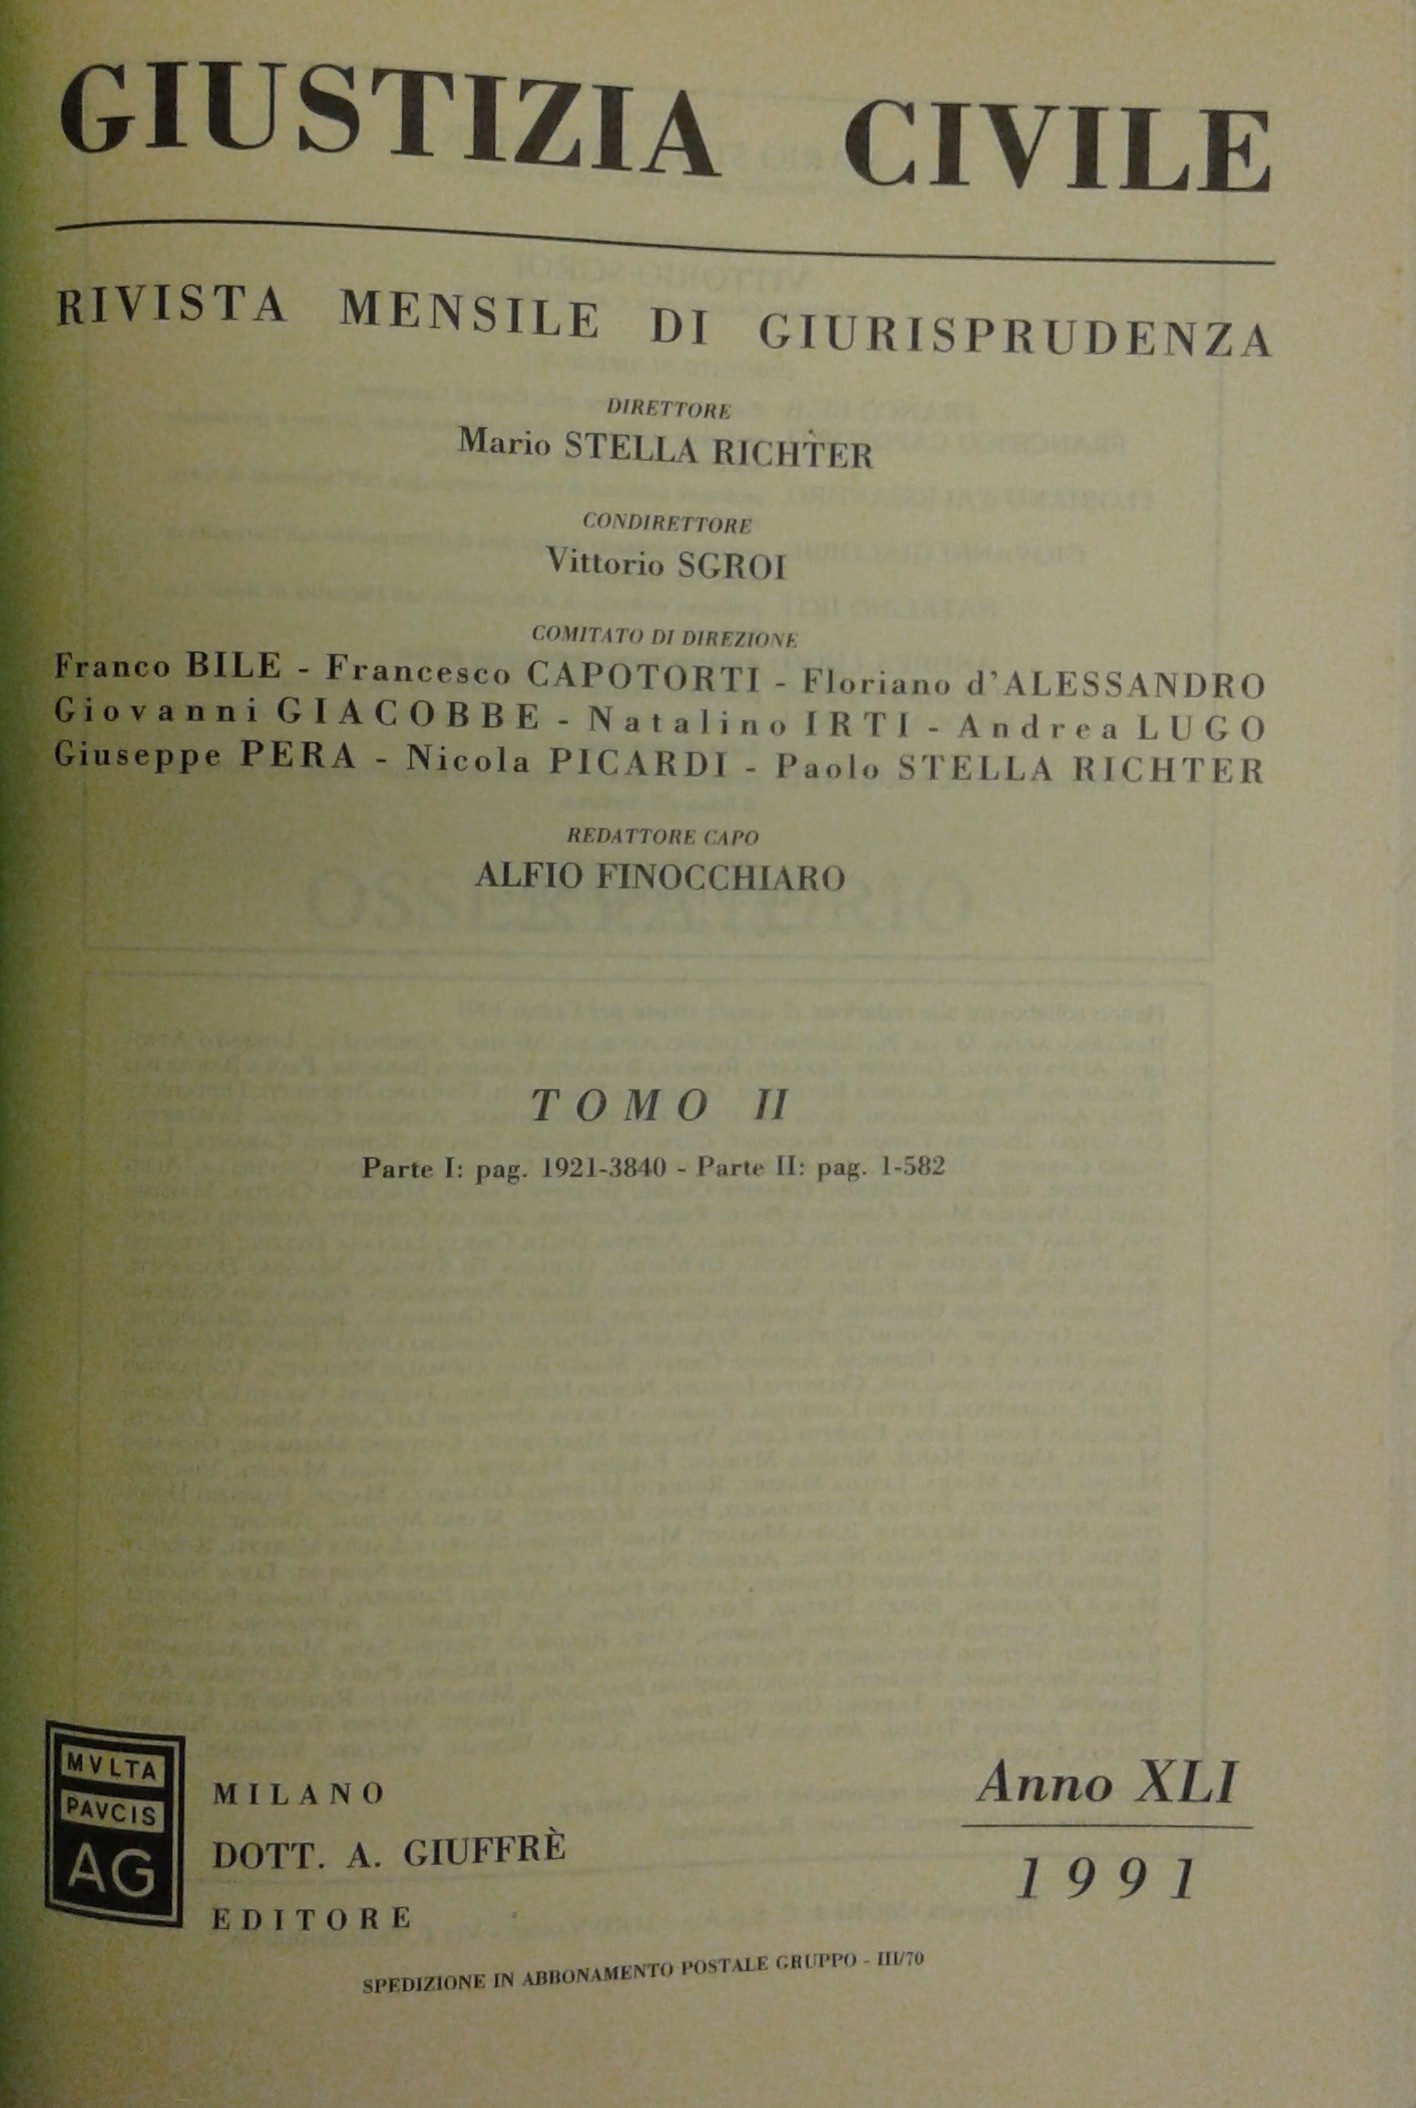 GIUSTIZIA CIVILE
RIVISTA MENSILE DI GIURISPRUDENZA
DIRETTORE
Mario STELLA RICHTER
CONDIRETTORE
Vittorio SGROI
COMITATO DI DIREZIONE
Franco BILE - Francesco CAPOTORTI - Floriano d'ALESSANDRO
Giovanni GIACOBBE - Natalino IRTI - Andrea LUGO
Giuseppe PERA - Nicola PICARDI - Paolo STELLA RICHTER
REDATTORE CAPO
ALFIO FINOCCHIARO
TOMO II
Parte I: pag. 1921-3840 - Parte II: pag. 1-582
MVLTA
PAVCIS
AG
MILANO
DOTT. A. GIUFFRÈ
EDITORE
Anno XLI
1991
SPEDIZIONE IN ABBONAMENTO POSTALE GRUPPO - III/70